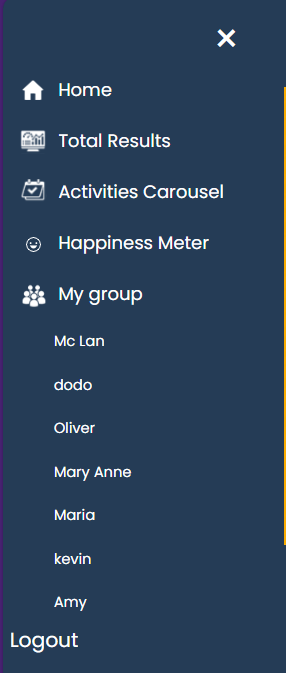 Home
Total Results
Activities Carousel
Happiness Meter
My group
Mc Lan
dodo
Oliver
Mary Anne
Maria
kevin
Amy
Logout